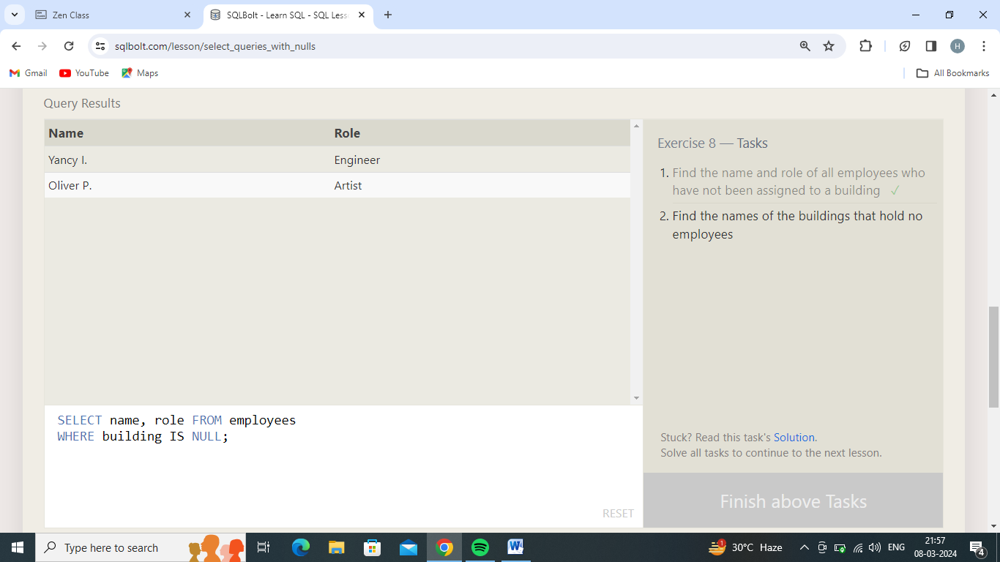 Zen Class
SQLBolt - Learn SQL - SQL Less
sqlbolt.com/lesson/select_queries_with_nulls
H
Gmail
YouTube
Maps
All Bookmarks
Query Results
Name Role
Yancy I. Engineer
Oliver P. Artist
Exercise 8 — Tasks
1. Find the name and role of all employees who
have not been assigned to a building ✓
2. Find the names of the buildings that hold no
employees
SELECT name, role FROM employees
WHERE building IS NULL;
RESET
Stuck? Read this task's Solution.
Solve all tasks to continue to the next lesson.
Finish above Tasks
Type here to search
W
1
30°C Haze
ENG
21:57
08-03-2024
4